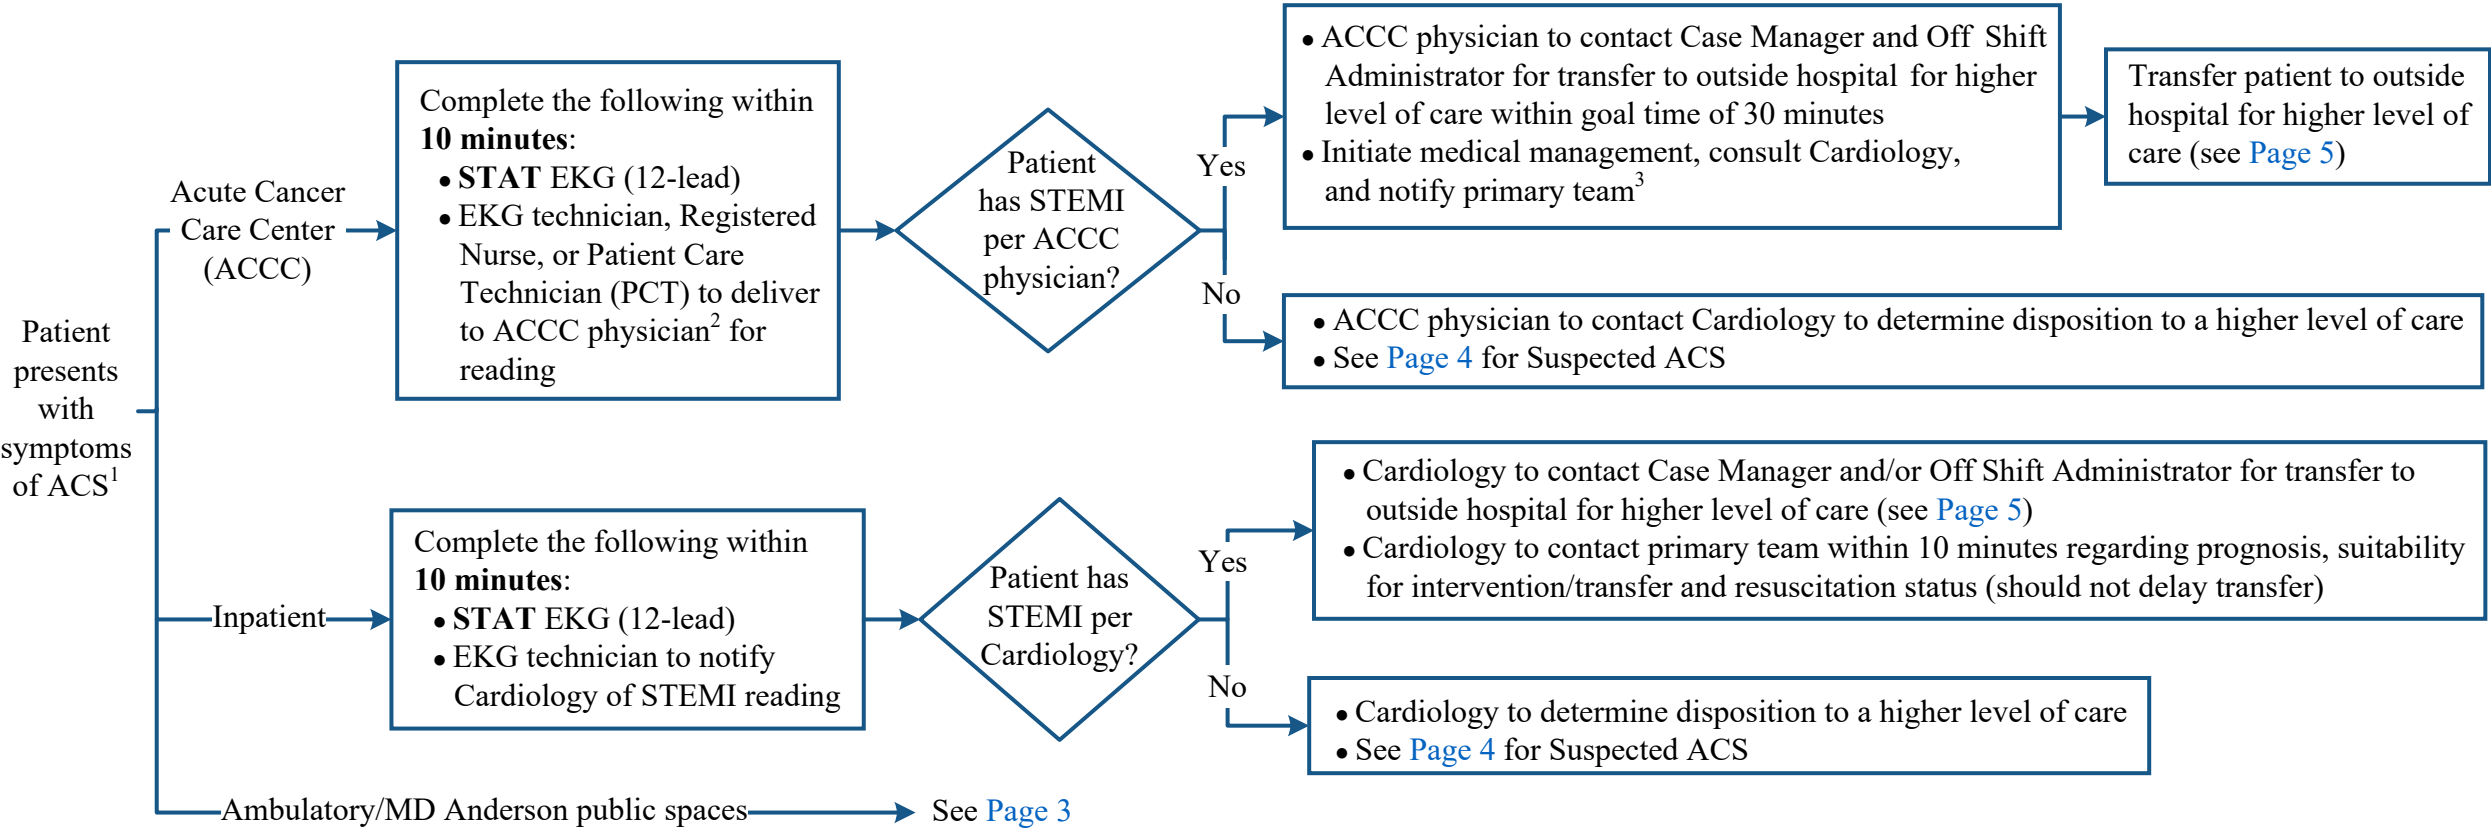 Patient
presents
with
symptoms
of ACS¹
Acute Cancer
Care Center
(ACCC)
Complete the following within
10 minutes:
• STAT EKG (12-lead)
• EKG technician, Registered
Nurse, or Patient Care
Technician (PCT) to deliver
to ACCC physician² for
reading
Patient
has STEMI
per ACCC
physician?
Yes
• ACCC physician to contact Case Manager and Off Shift
Administrator for transfer to outside hospital for higher
level of care within goal time of 30 minutes
• Initiate medical management, consult Cardiology,
and notify primary team³
Transfer patient to outside
hospital for higher level of
care (see Page 5)
No
• ACCC physician to contact Cardiology to determine disposition to a higher level of care
• See Page 4 for Suspected ACS
Inpatient
Complete the following within
10 minutes:
• STAT EKG (12-lead)
• EKG technician to notify
Cardiology of STEMI reading
Patient has
STEMI per
Cardiology?
Yes
• Cardiology to contact Case Manager and/or Off Shift Administrator for transfer to
outside hospital for higher level of care (see Page 5)
• Cardiology to contact primary team within 10 minutes regarding prognosis, suitability
for intervention/transfer and resuscitation status (should not delay transfer)
No
• Cardiology to determine disposition to a higher level of care
• See Page 4 for Suspected ACS
Ambulatory/MD Anderson public spaces
See Page 3